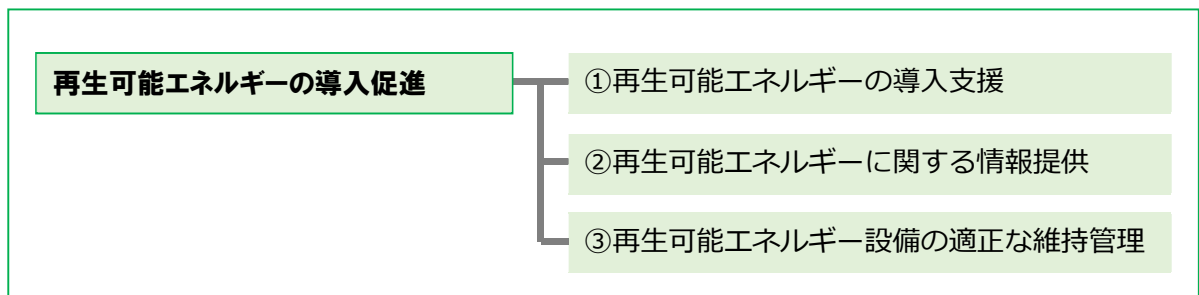 再生可能エネルギーの導入促進
①再生可能エネルギーの導入支援
②再生可能エネルギーに関する情報提供
③再生可能エネルギー設備の適正な維持管理